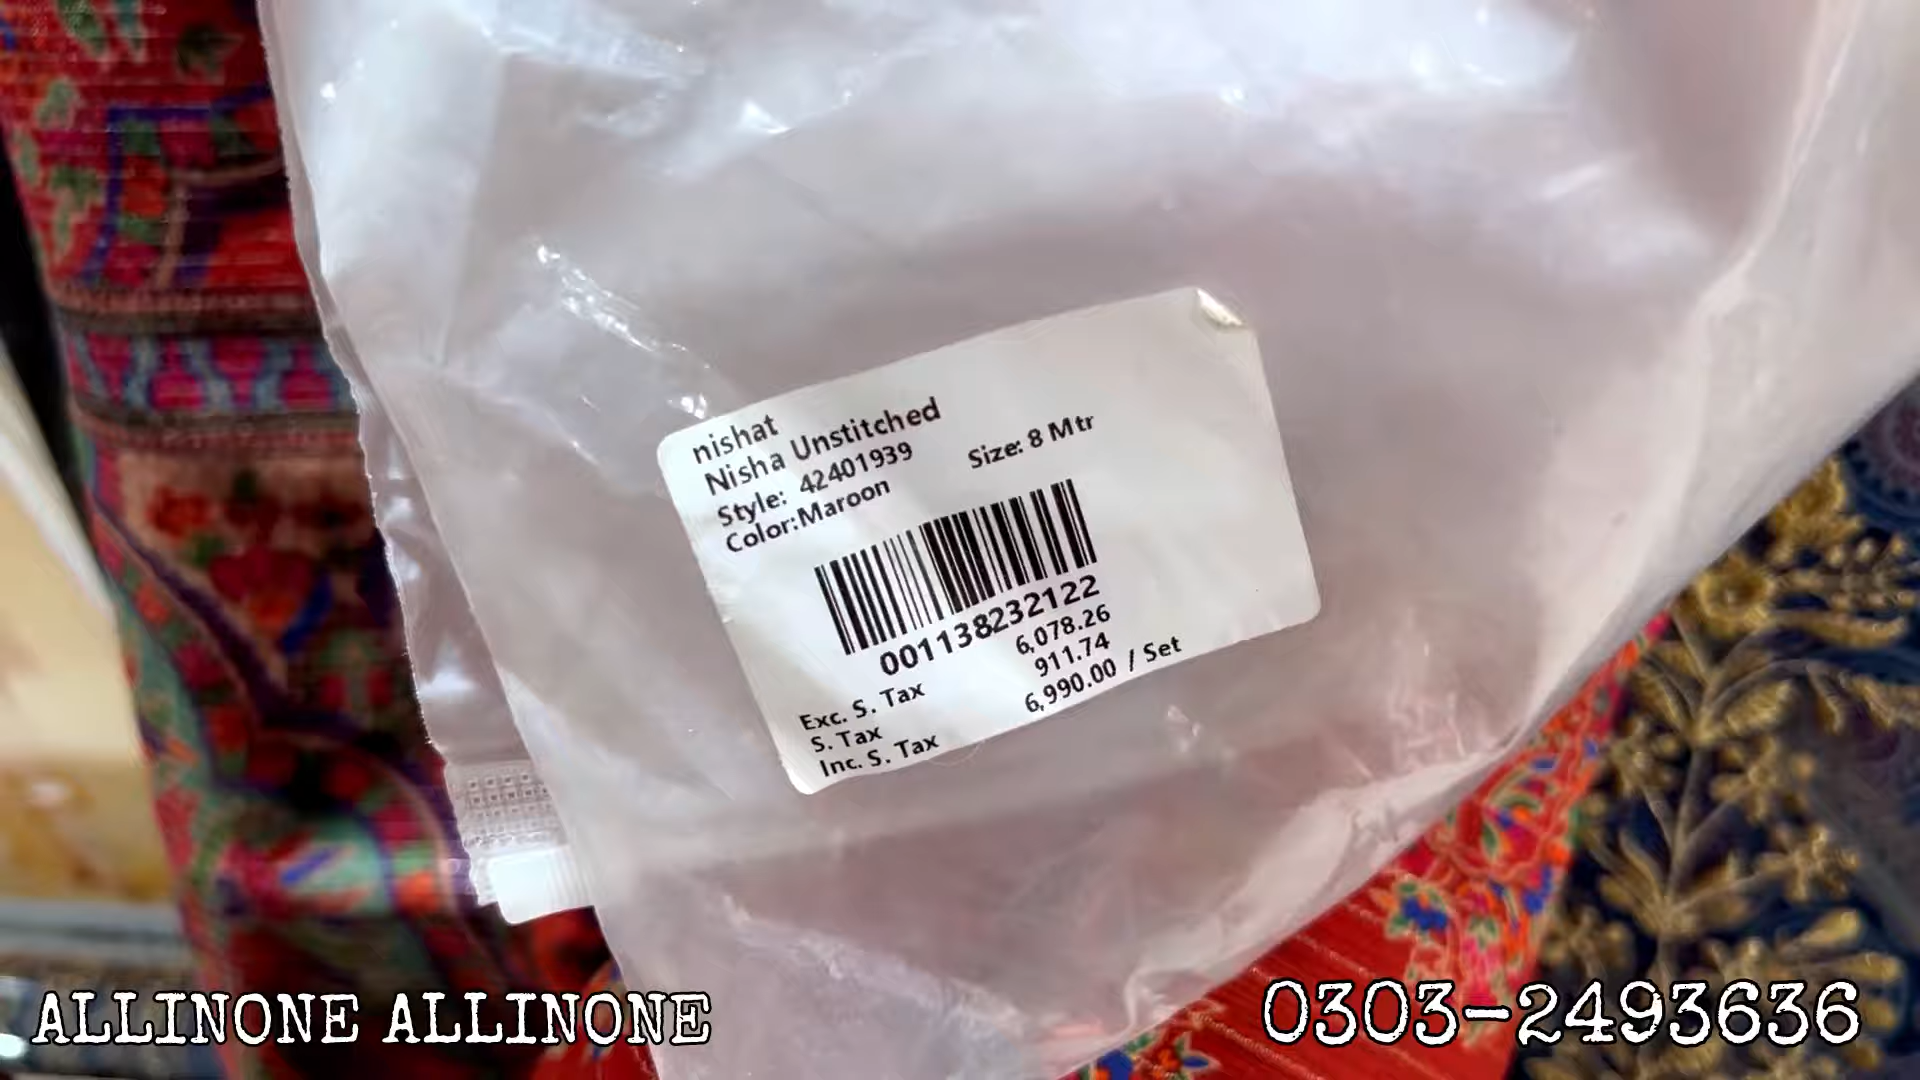 nishat
Nisha Unstitched
Style: 42401939 Size: 8 Mtr
Color:Maroon
001138232122
Exc. S. Tax 6,078.26
S. Tax 911.74
Inc. S. Tax 6,990.00 / Set
ALLINONE ALLINONE 0303-2493636